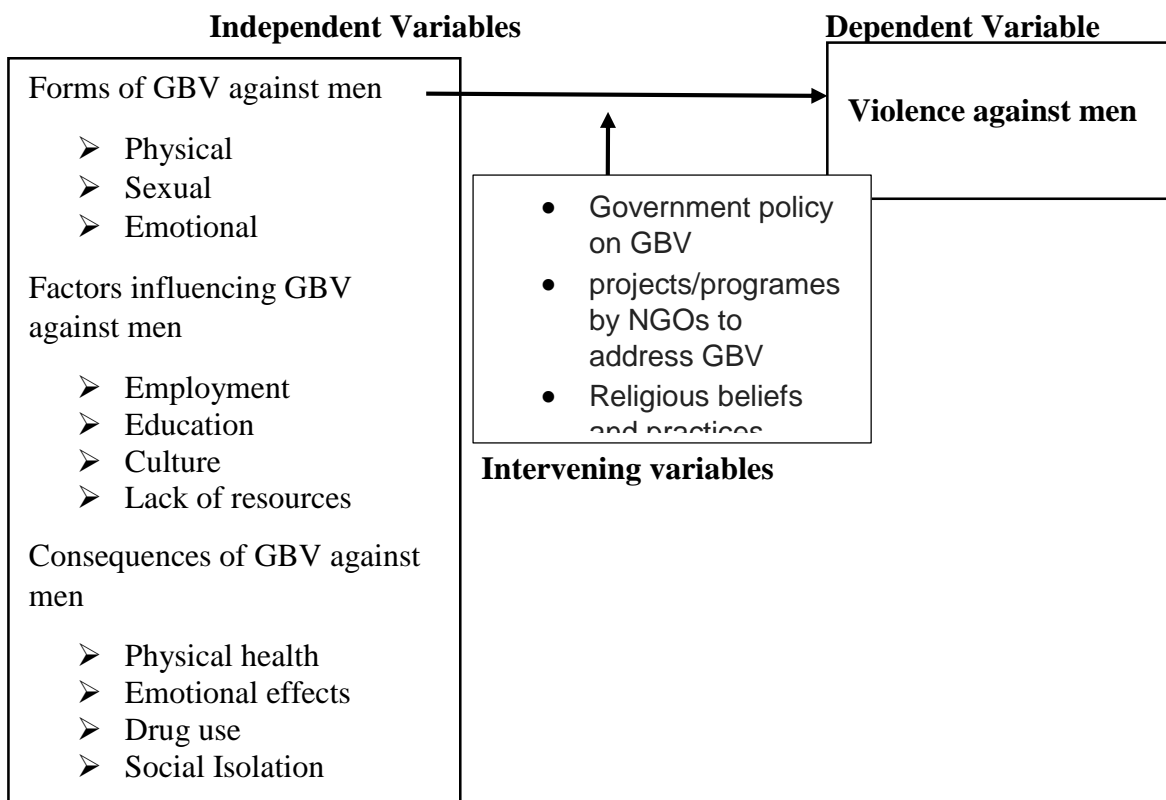 Independent Variables
Dependent Variable
Forms of GBV against men
➢ Physical
➢ Sexual
➢ Emotional
Factors influencing GBV
against men
➢ Employment
➢ Education
➢ Culture
➢ Lack of resources
Consequences of GBV against
men
➢ Physical health
➢ Emotional effects
➢ Drug use
➢ Social Isolation
Violence against men
• Government policy
on GBV
• projects/programes
by NGOs to
address GBV
• Religious beliefs
and practices
Intervening variables